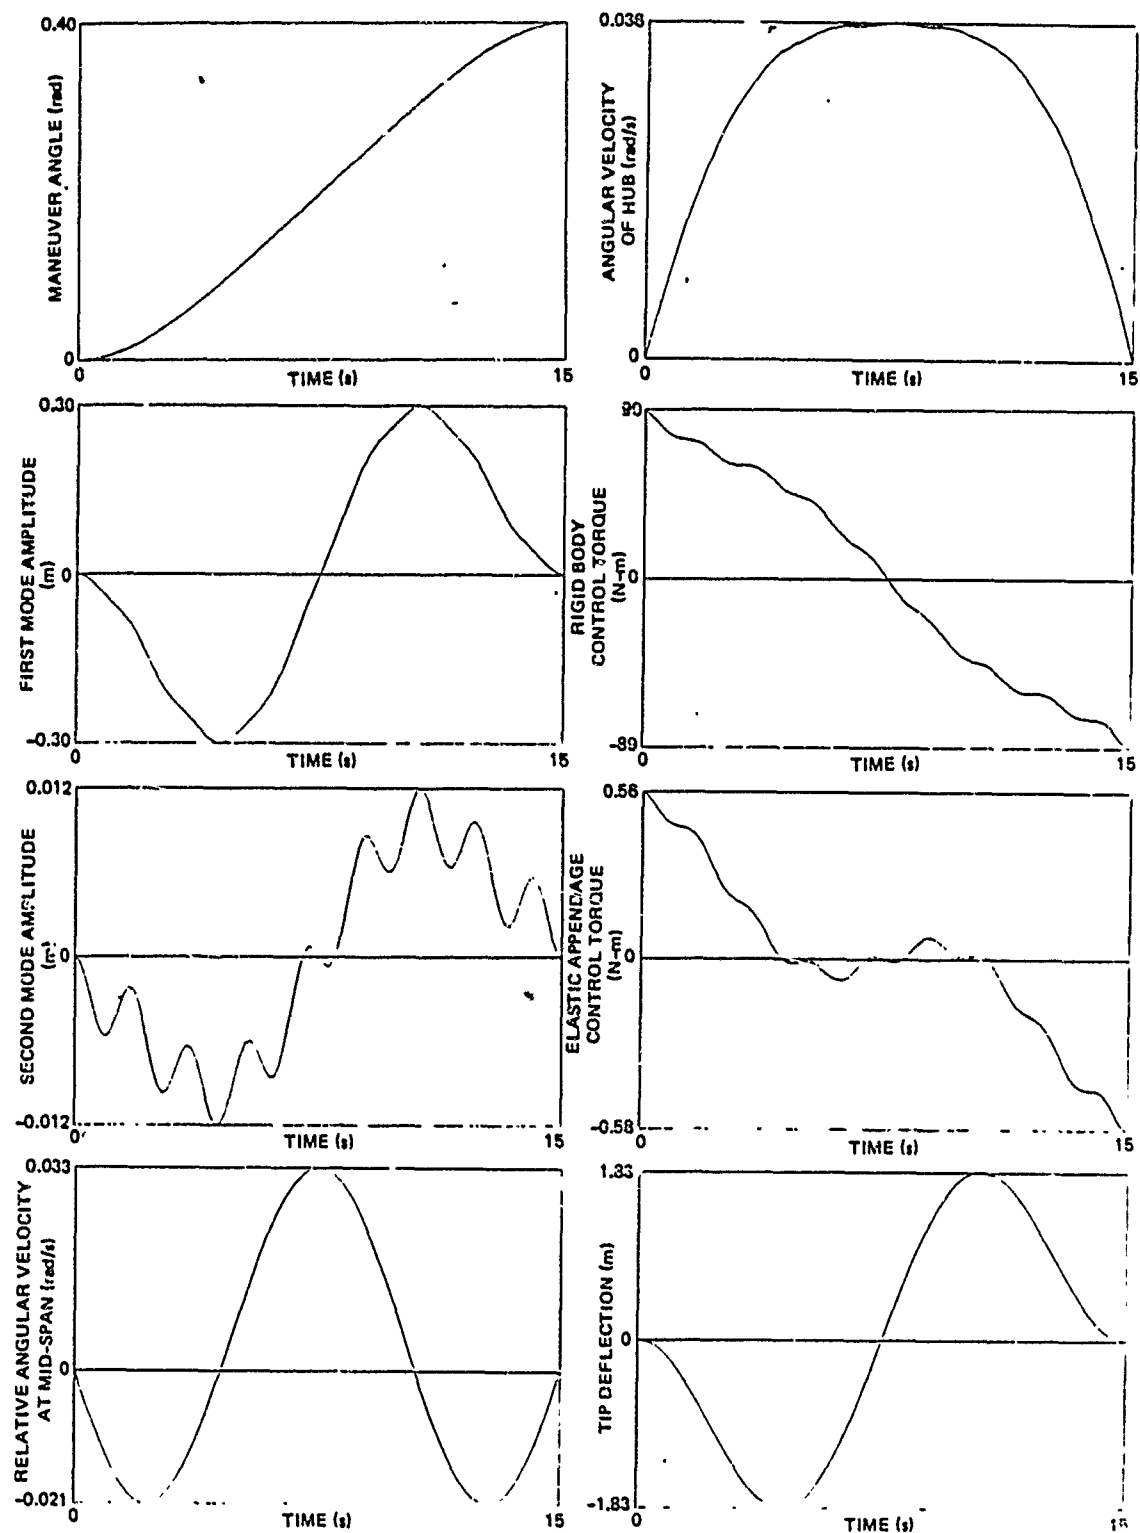 0.40
MANEUVER ANGLE (rad)
0
0
TIME (s)
15
0.038
ANGULAR VELOCITY
OF HUB (rad/s)
0
0
TIME (s)
15
0.30
FIRST MODE AMPLITUDE
(m)
0
-0.30
0
TIME (s)
15
90
RIGID BODY
CONTROL TORQUE
(N-m)
0
-89
0
TIME (s)
15
0.012
SECOND MODE AMPLITUDE
(m)
0
-0.012
0
TIME (s)
15
0.58
ELASTIC APPENDAGE
CONTROL TORQUE
(N-m)
0
-0.58
0
TIME (s)
15
0.033
RELATIVE ANGULAR VELOCITY
AT MID-SPAN (rad/s)
0
-0.021
0
TIME (s)
15
1.83
TIP DEFLECTION (m)
0
-1.83
0
TIME (s)
15